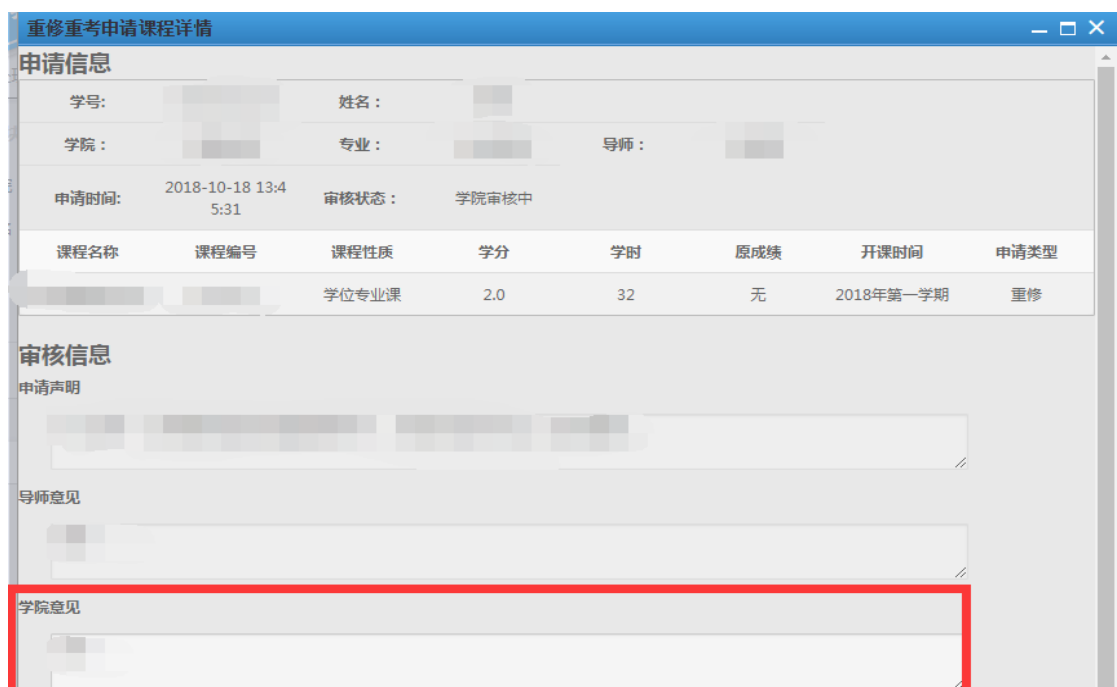 重修重考申请课程详情
申请信息
学号: 姓名：
学院： 专业： 导师：
申请时间: 2018-10-18 13:4
5:31 审核状态： 学院审核中
课程名称 课程编号 课程性质 学分 学时 原成绩 开课时间 申请类型
学位专业课 2.0 32 无 2018年第一学期 重修
审核信息
申请声明
导师意见
学院意见